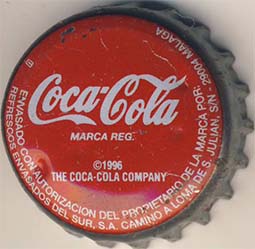 Coca-Cola
MARCA REG.
©1996
THE COCA-COLA COMPANY
ENVASADO CON AUTORIZACION DEL PROPRIETARIO DE LA MARCA POR:
REFRESCOS ENVASADOS DEL SUR, S.A. CAMINO A LOMA DE S. JULIAN, S/N - 29004 MALAGA